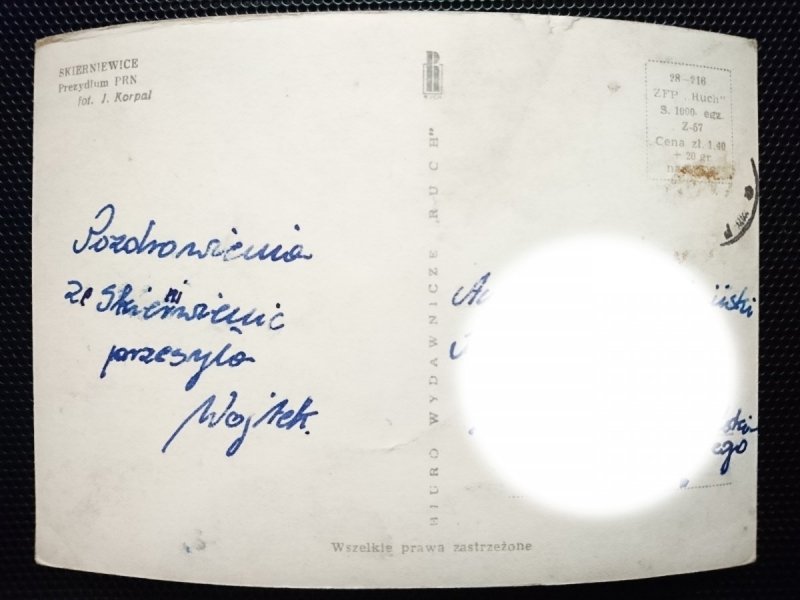 SKIERNIEWICE
Prezydium PRN
fot. J. Korpal
BIURO WYDAWNICZE „RUCH"
28—216
ZFP „Ruch"
S. 1000 egz.
Z-57
Cena zł 1.40
+ 20 gr
Pozdrowienia
ze Skierniewic
przesyła
Wojtek.
Wszelkie prawa zastrzeżone